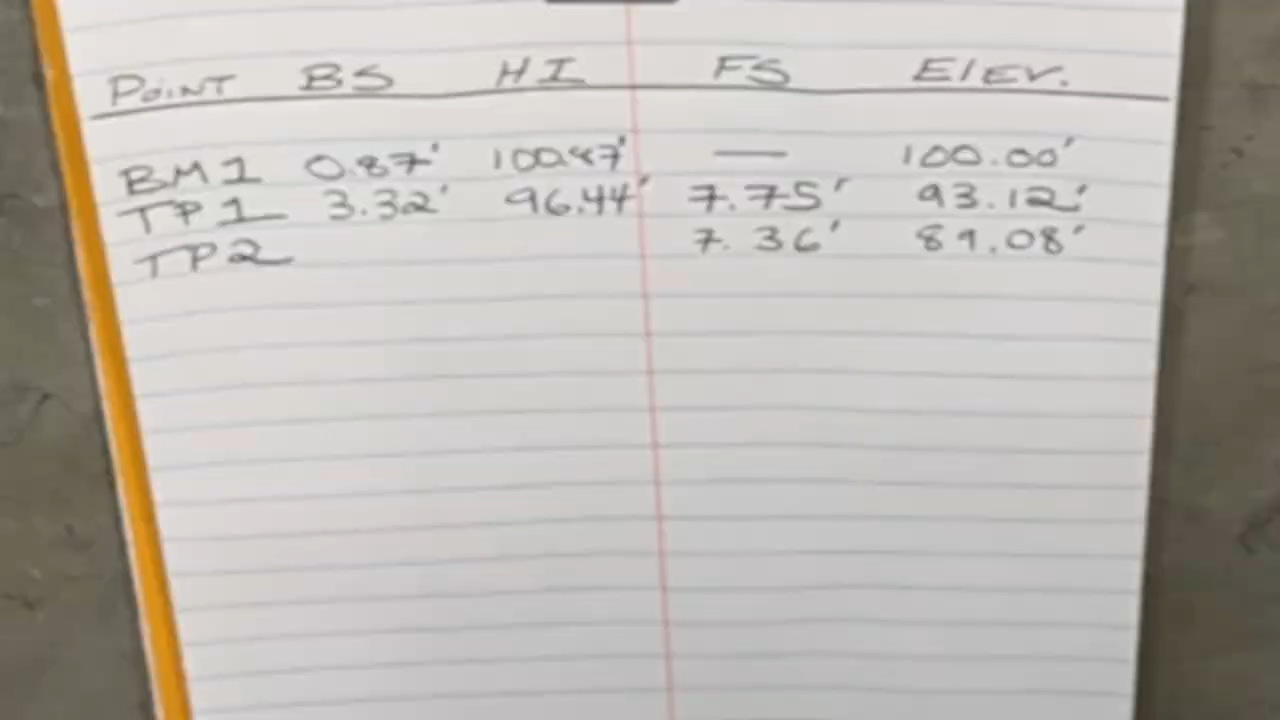 Point BS HI FS Elev.
BM1 0.87' 100.87' — 100.00'
TP1 3.32' 96.44' 7.75' 93.12'
TP2 7.36' 89.08'